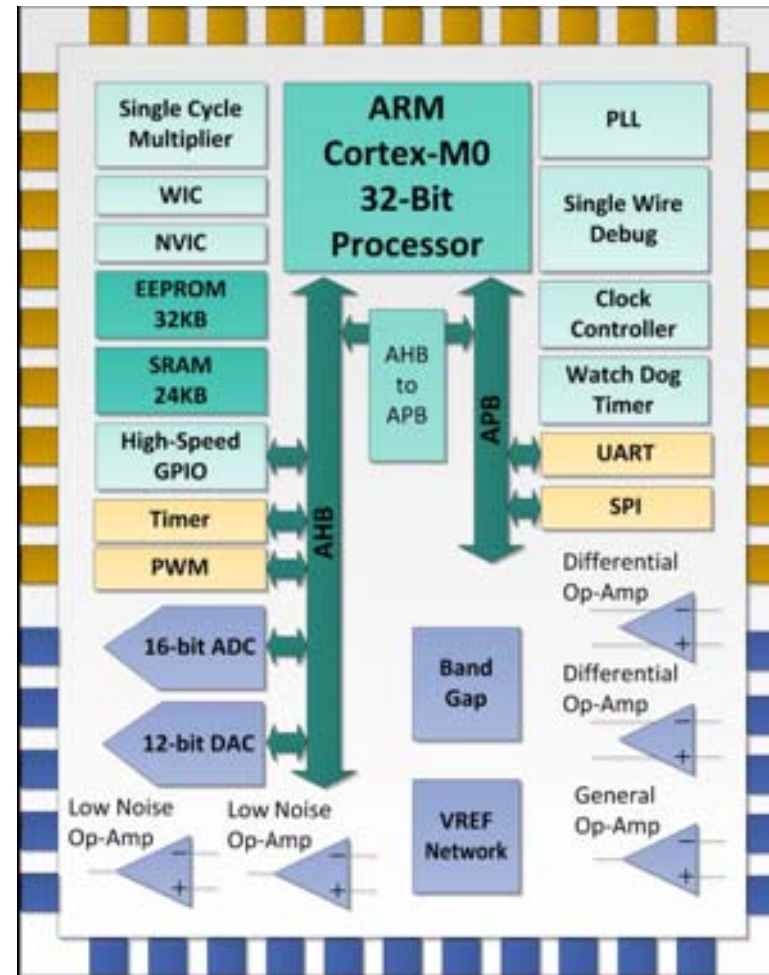 Single Cycle
Multiplier
WIC
NVIC
EEPROM
32KB
SRAM
24KB
High-Speed
GPIO
Timer
PWM
16-bit ADC
12-bit DAC
Low Noise
Op-Amp
Low Noise
Op-Amp
ARM
Cortex-M0
32-Bit
Processor
AHB
AHB
to
APB
APB
PLL
Single Wire
Debug
Clock
Controller
Watch Dog
Timer
UART
SPI
Band
Gap
VREF
Network
Differential
Op-Amp
Differential
Op-Amp
General
Op-Amp